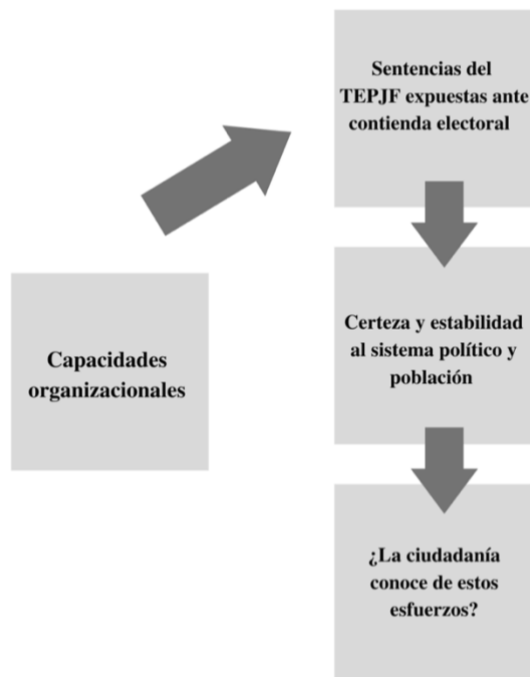 Capacidades
organizacionales
Sentencias del
TEPJF expuestas ante
contienda electoral
Certeza y estabilidad
al sistema político y
población
¿La ciudadanía
conoce de estos
esfuerzos?